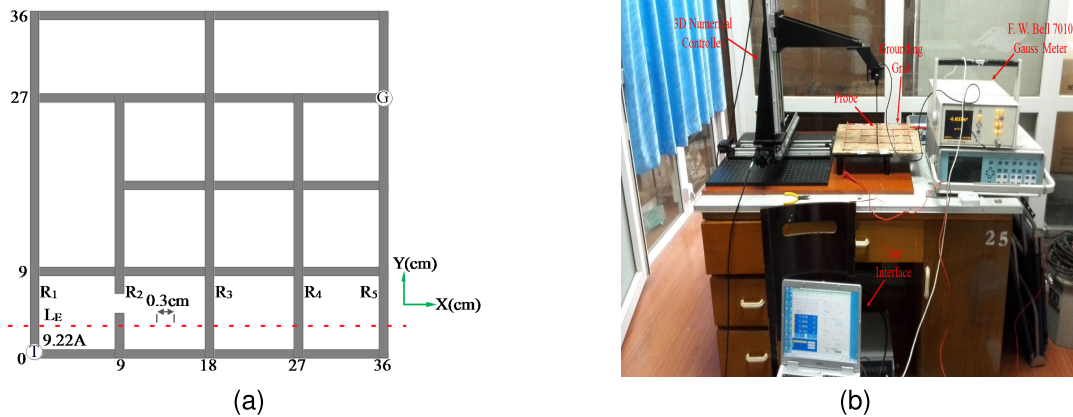 36
27
9
0
G
R1
R2
R3
R4
R5
0.3cm
LE
9.22A
I
9
18
27
36
Y(cm)
X(cm)
(a)
3D Numerical
Controlle
Grounding
Grid
F. W. Bell 7010
Gauss Meter
Probe
25
Interface
(b)